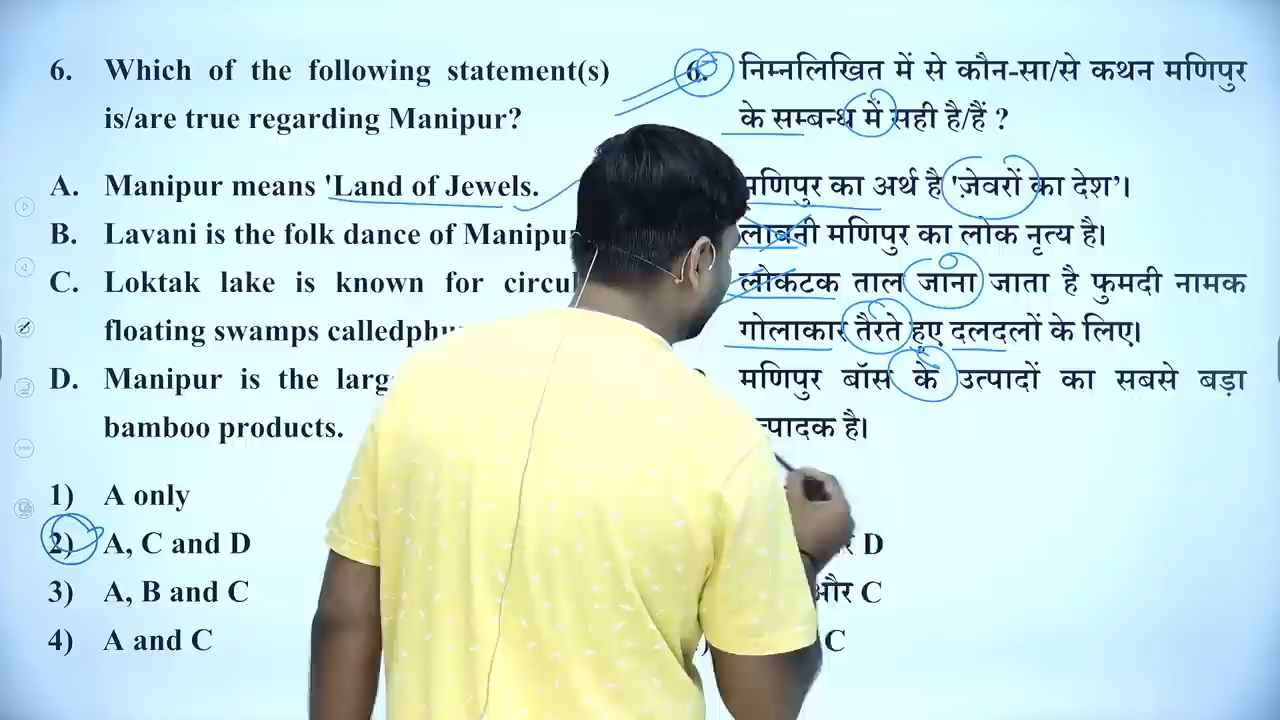 6. Which of the following statement(s)
is/are true regarding Manipur?
A. Manipur means 'Land of Jewels.
B. Lavani is the folk dance of Manipu
C. Loktak lake is known for circul
floating swamps calledphu
D. Manipur is the larg
bamboo products.
1) A only
2) A, C and D
3) A, B and C
4) A and C
6. निम्नलिखित में से कौन-सा/से कथन मणिपुर
के सम्बन्ध में सही है/हैं ?
मणिपुर का अर्थ है 'ज़ेवरों का देश’।
लावनी मणिपुर का लोक नृत्य है।
लोकटक ताल जाना जाता है फुमदी नामक
गोलाकार तैरते हुए दलदलों के लिए।
मणिपुर बॉस के उत्पादों का सबसे बड़ा
त्पादक है।
D
और C
C